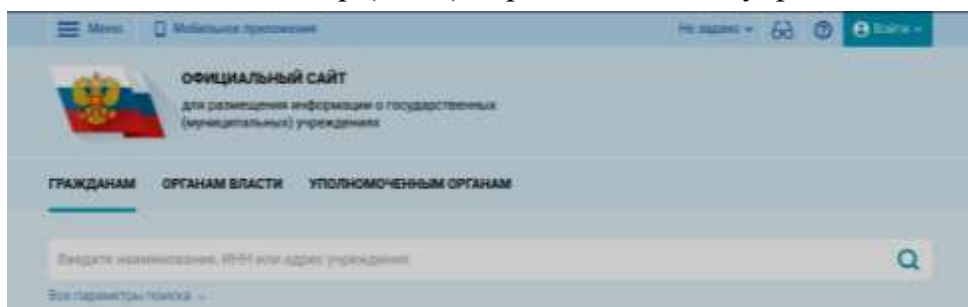 Меню Мобильное приложение Не задано Войти
ОФИЦИАЛЬНЫЙ САЙТ
для размещения информации о государственных
(муниципальных) учреждениях
ГРАЖДАНАМ ОРГАНАМ ВЛАСТИ УПОЛНОМОЧЕННЫМ ОРГАНАМ
Введите наименование, ИНН или адрес учреждения
Все параметры поиска